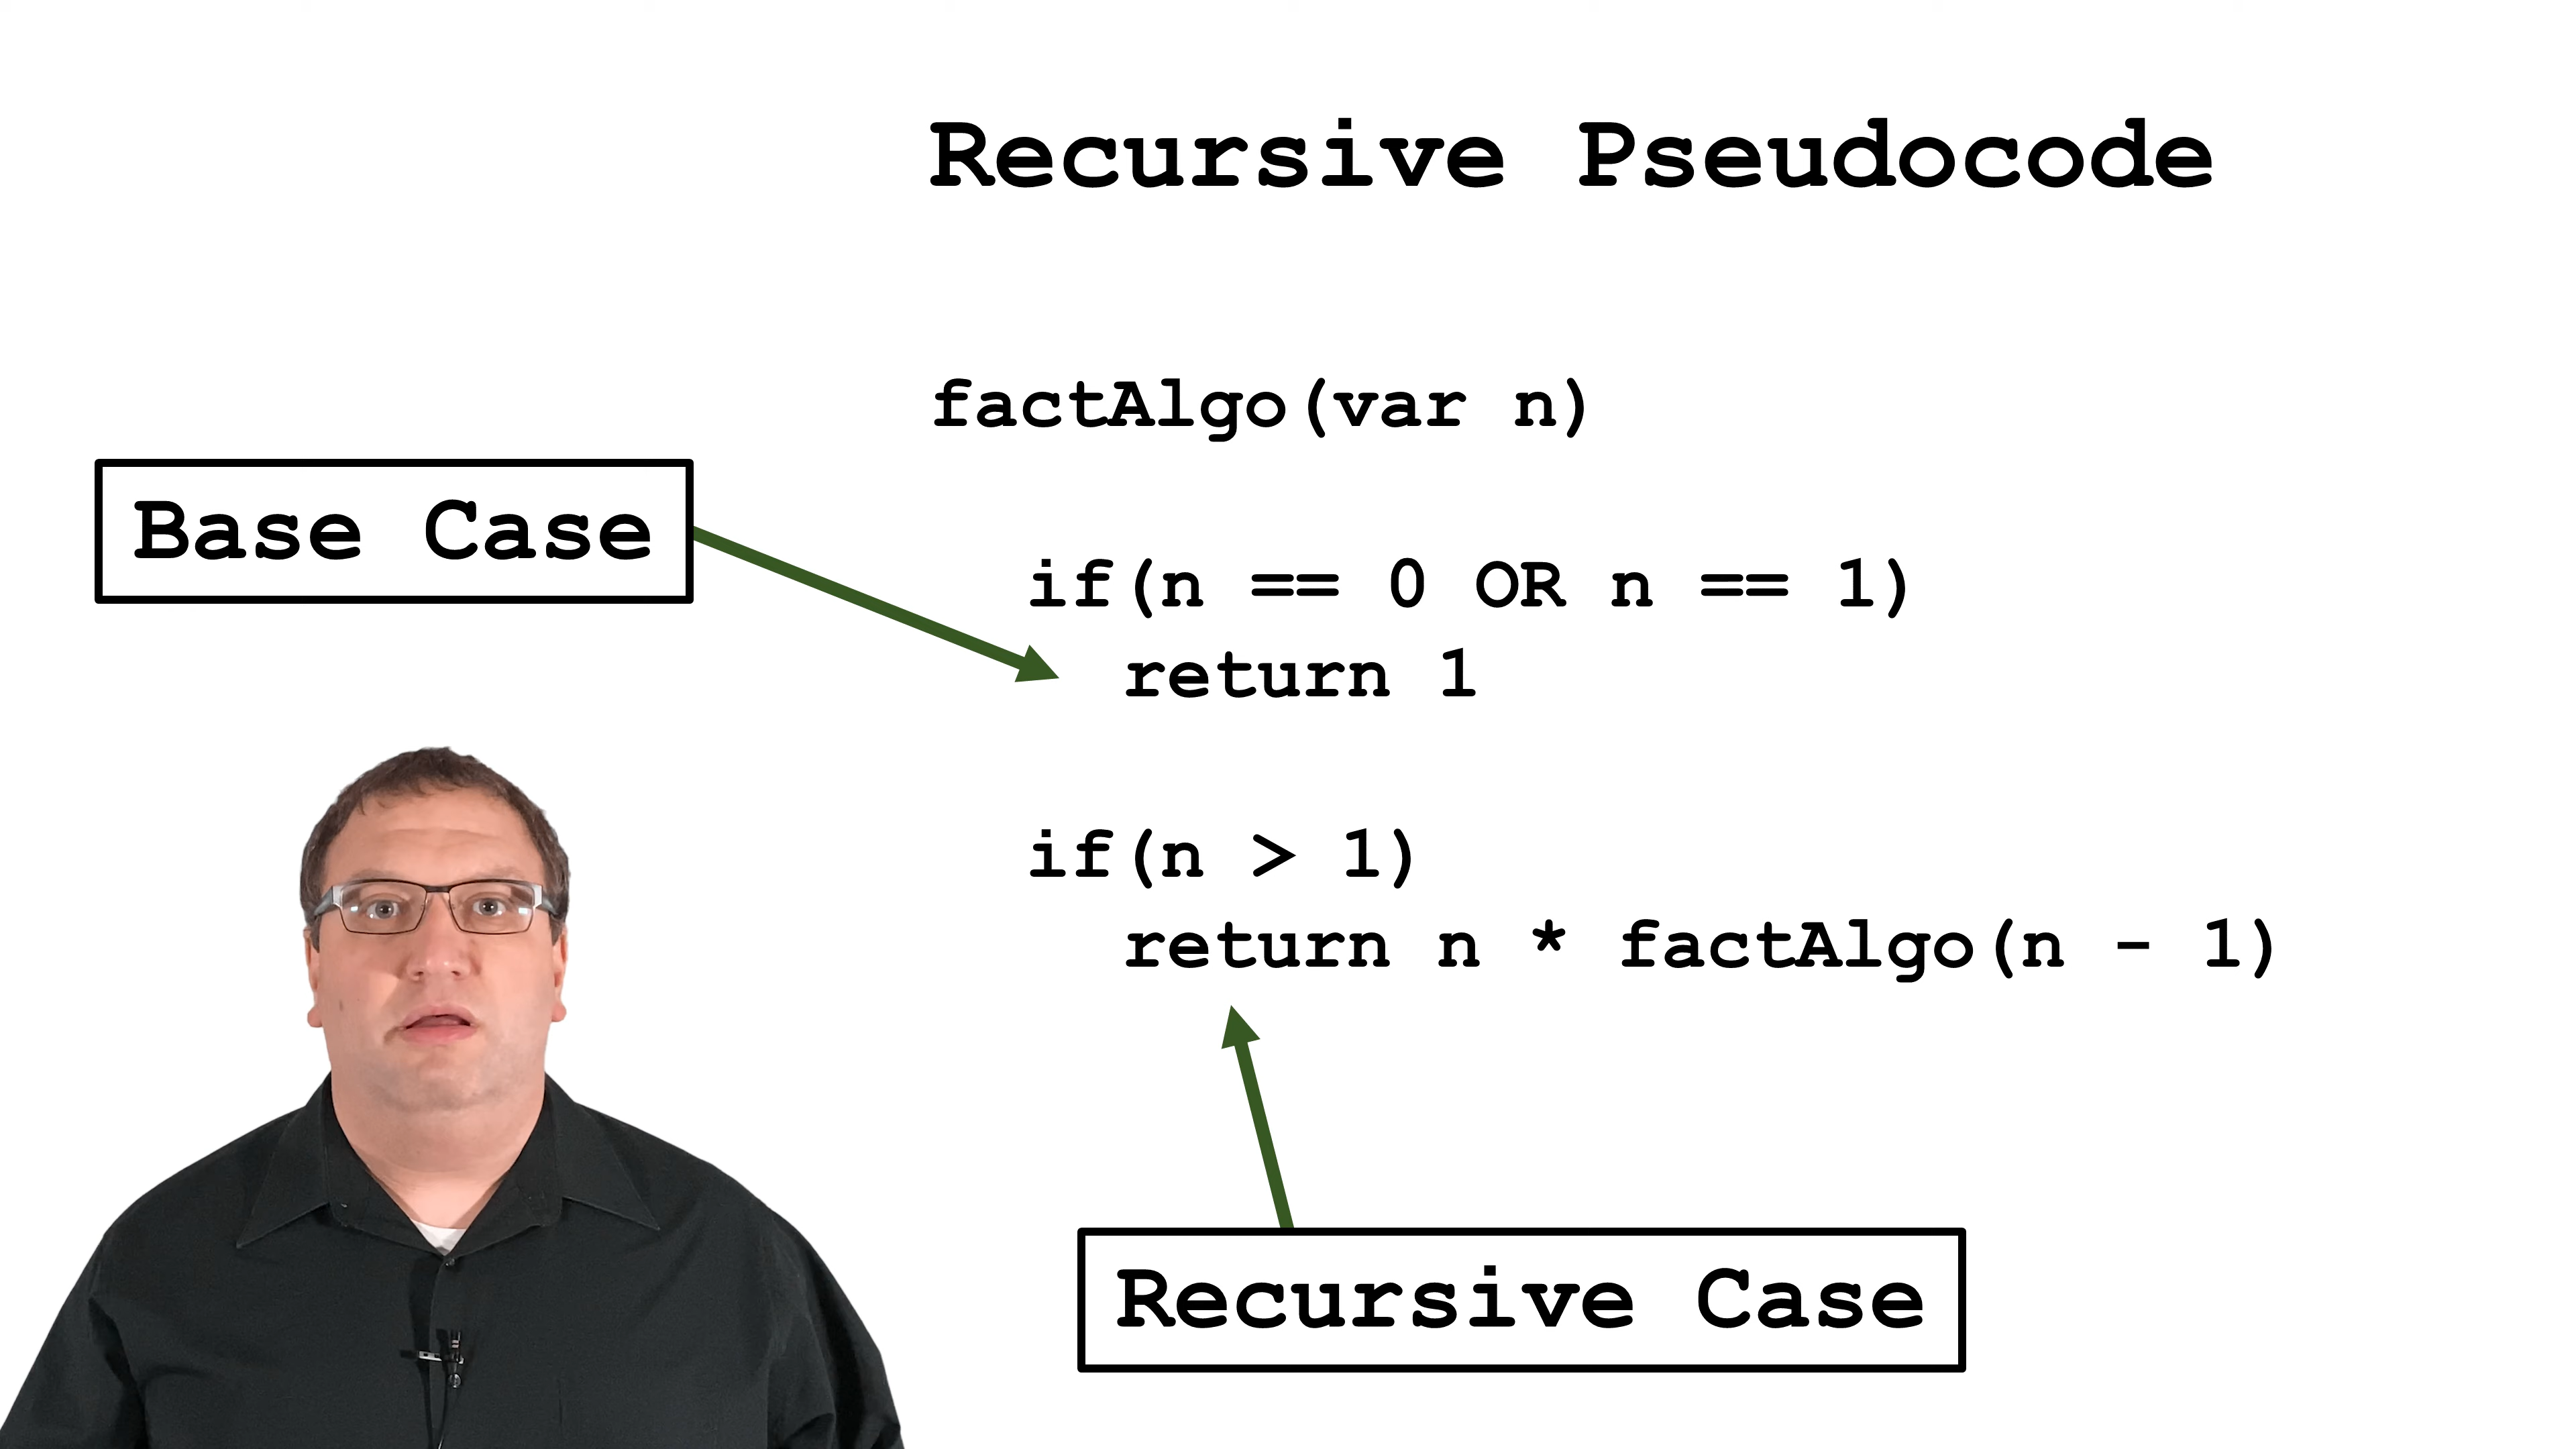 Recursive Pseudocode
factAlgo(var n)
Base Case
if(n == 0 OR n == 1)
return 1
if(n > 1)
return n * factAlgo(n - 1)
Recursive Case